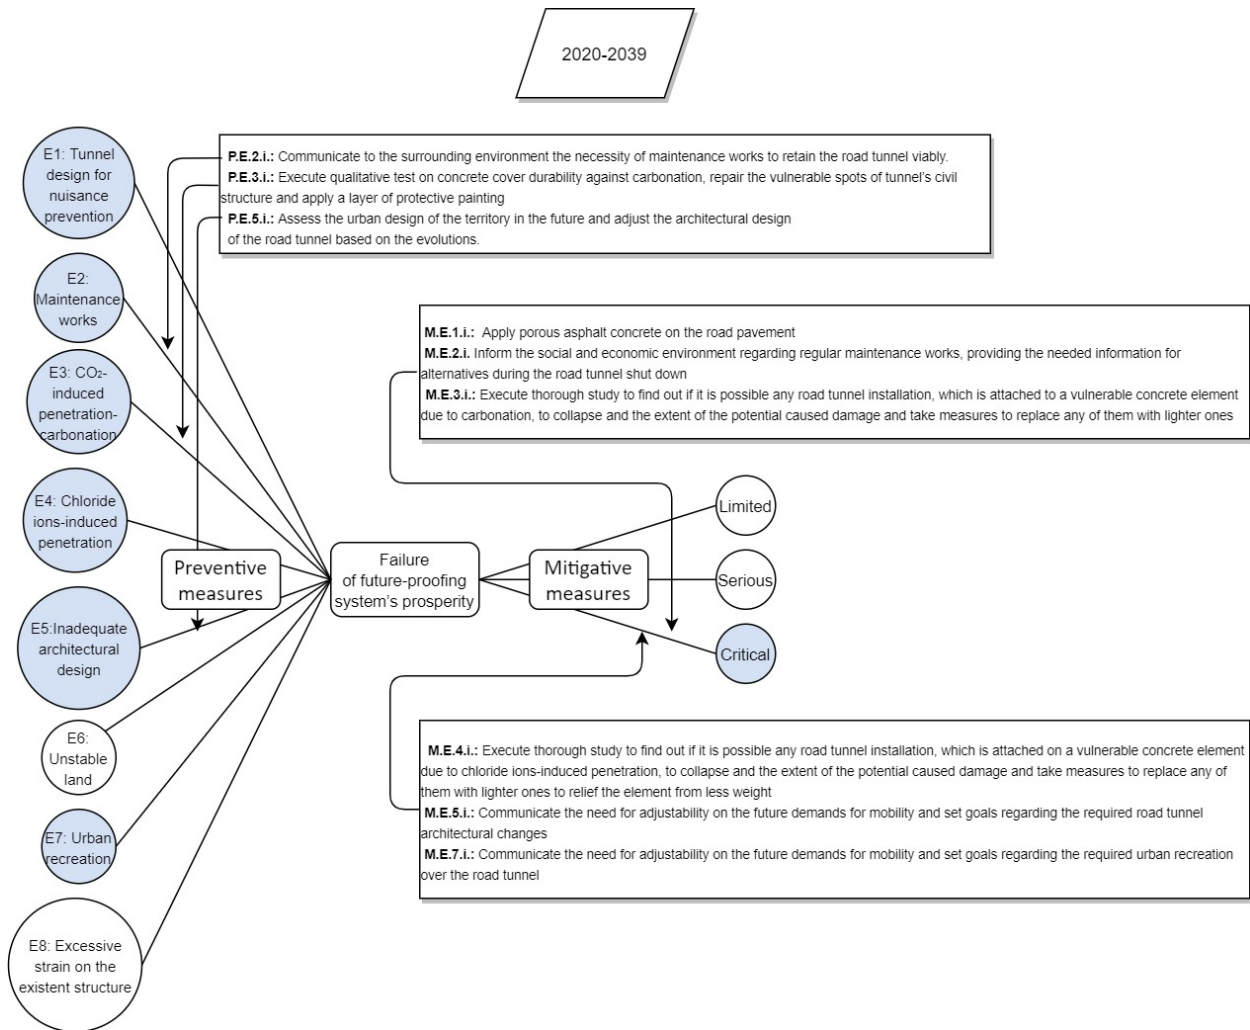 2020-2039
E1: Tunnel
design for
nuisance
prevention
P.E.2.i.: Communicate to the surrounding environment the necessity of maintenance works to retain the road tunnel viably.
P.E.3.i.: Execute qualitative test on concrete cover durability against carbonation, repair the vulnerable spots of tunnel's civil
structure and apply a layer of protective painting
P.E.5.i.: Assess the urban design of the territory in the future and adjust the architectural design
of the road tunnel based on the evolutions.
E2:
Maintenance
works
E3: CO₂-
induced
penetration-
carbonation
M.E.1.i.: Apply porous asphalt concrete on the road pavement
M.E.2.i. Inform the social and economic environment regarding regular maintenance works, providing the needed information for
alternatives during the road tunnel shut down
M.E.3.i.: Execute thorough study to find out if it is possible any road tunnel installation, which is attached to a vulnerable concrete element
due to carbonation, to collapse and the extent of the potential caused damage and take measures to replace any of them with lighter ones
E4: Chloride
ions-induced
penetration
Preventive
measures
Failure
of future-proofing
system's prosperity
Mitigative
measures
Limited
Serious
Critical
E5:Inadequate
architectural
design
E6:
Unstable
land
E7: Urban
recreation
E8: Excessive
strain on the
existent structure
M.E.4.i.: Execute thorough study to find out if it is possible any road tunnel installation, which is attached on a vulnerable concrete element
due to chloride ions-induced penetration, to collapse and the extent of the potential caused damage and take measures to replace any of
them with lighter ones to relief the element from less weight
M.E.5.i.: Communicate the need for adjustability on the future demands for mobility and set goals regarding the required road tunnel
architectural changes
M.E.7.i.: Communicate the need for adjustability on the future demands for mobility and set goals regarding the required urban recreation
over the road tunnel